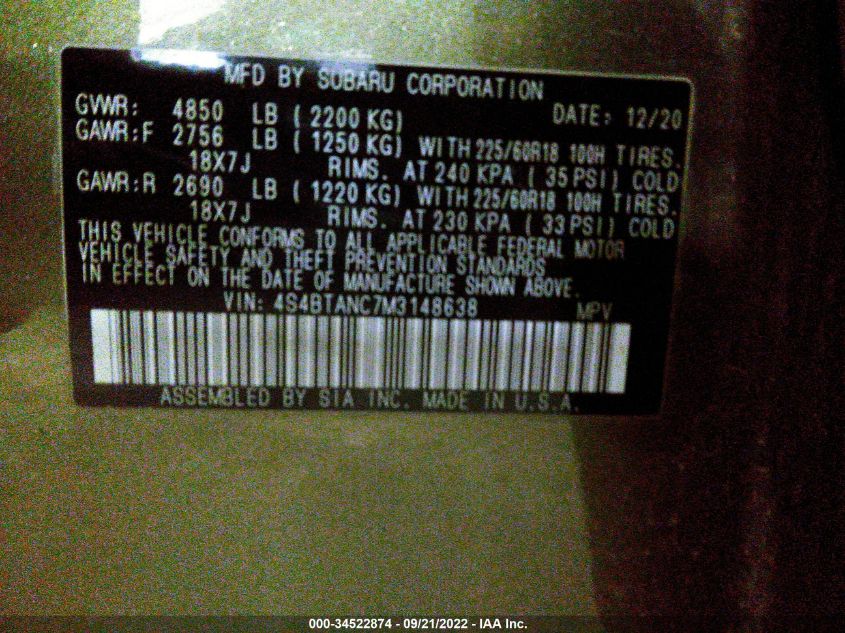 MFD BY SUBARU CORPORATION
GVWR: 4850 LB ( 2200 KG) DATE: 12/20
GAWR:F 2756 LB ( 1250 KG) WITH 225/60R18 100H TIRES.
18X7J RIMS. AT 240 KPA ( 35 PSI) COLD
GAWR:R 2690 LB ( 1220 KG) WITH 225/60R18 100H TIRES.
18X7J RIMS. AT 230 KPA ( 33 PSI) COLD
THIS VEHICLE CONFORMS TO ALL APPLICABLE FEDERAL MOTOR
VEHICLE SAFETY AND THEFT PREVENTION STANDARDS
IN EFFECT ON THE DATE OF MANUFACTURE SHOWN ABOVE.
VIN: 4S4BTANC7M3148638 MPV
ASSEMBLED BY SIA INC. MADE IN U.S.A.
000-34522874 - 09/21/2022 - IAA Inc.